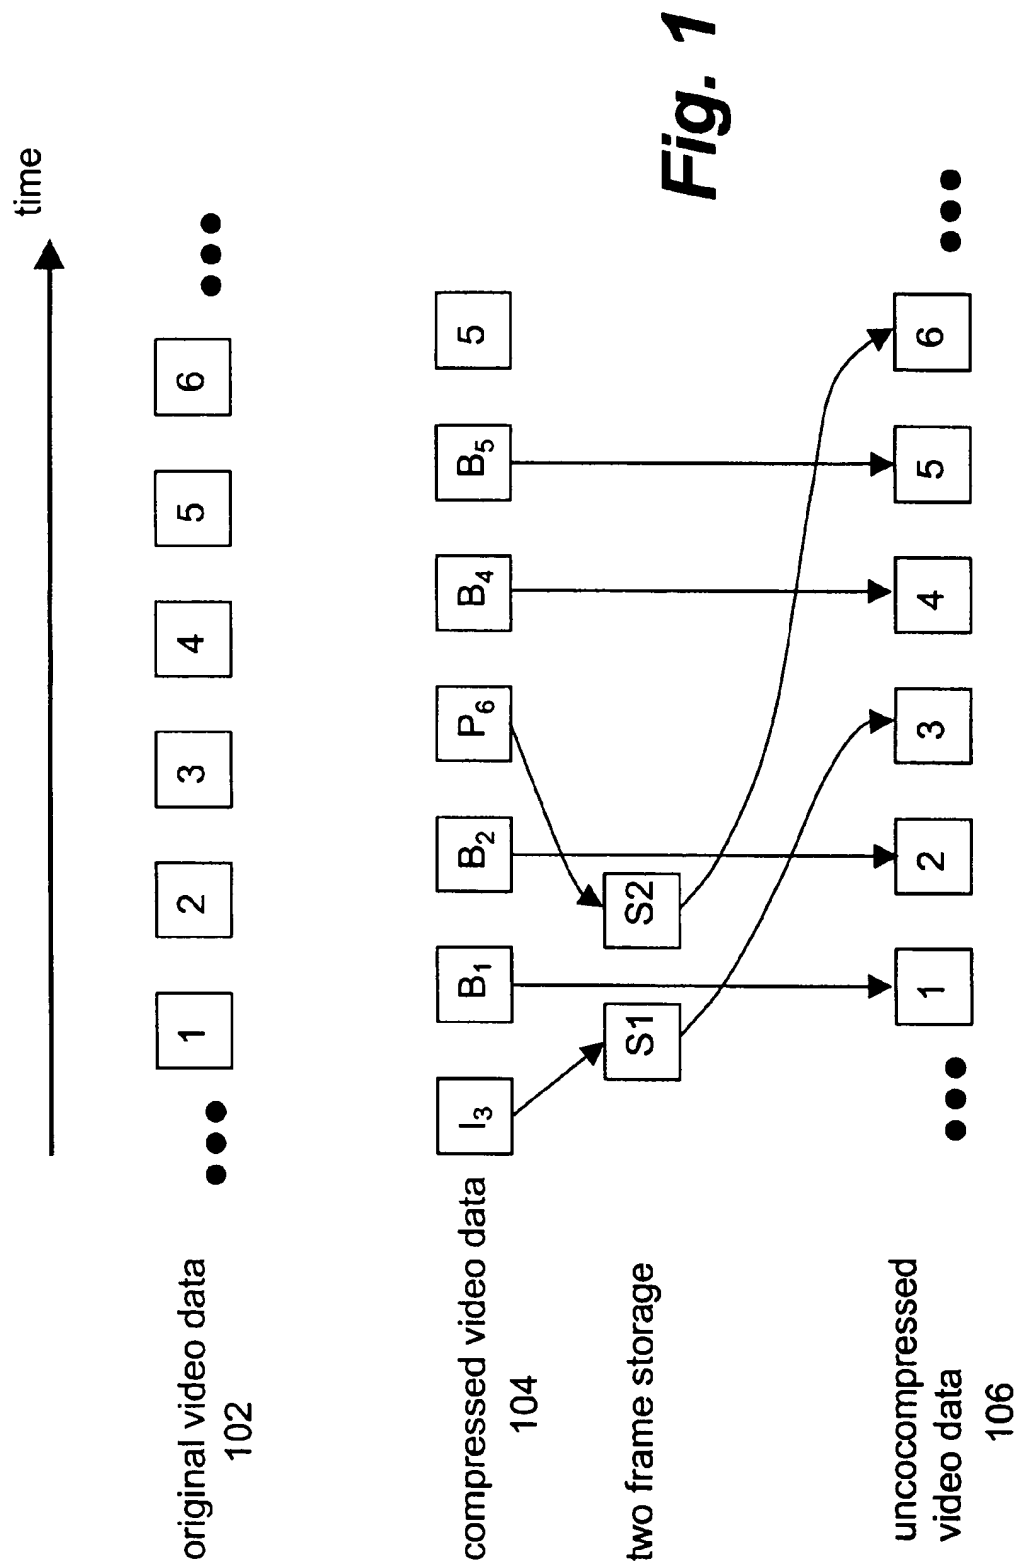 time
original video data
102
1 2 3 4 5 6
compressed video data
104
I3 B1 B2 P6 B4 B5 5
two frame storage
S1 S2
uncocompressed
video data
106
1 2 3 4 5 6
Fig. 1